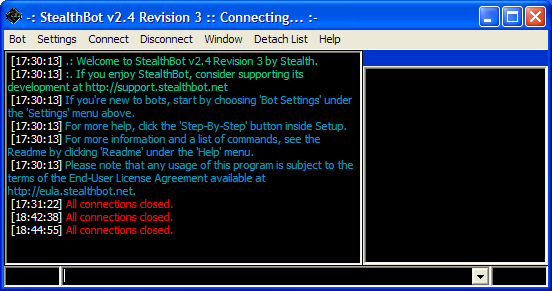 -: StealthBot v2.4 Revision 3 :: Connecting... :-
Bot Settings Connect Disconnect Window Detach List Help
[17:30:13] .: Welcome to StealthBot v2.4 Revision 3 by Stealth.
[17:30:13] :. If you enjoy StealthBot, consider supporting its
development at http://support.stealthbot.net
[17:30:13] If you're new to bots, start by choosing 'Bot Settings' under
the 'Settings' menu above.
[17:30:13] For more help, click the 'Step-By-Step' button inside Setup.
[17:30:13] For more information and a list of commands, see the
Readme by clicking 'Readme' under the 'Help' menu.
[17:30:13] Please note that any usage of this program is subject to the
terms of the End-User License Agreement available at
http://eula.stealthbot.net.
[17:31:22] All connections closed.
[18:42:38] All connections closed.
[18:44:55] All connections closed.